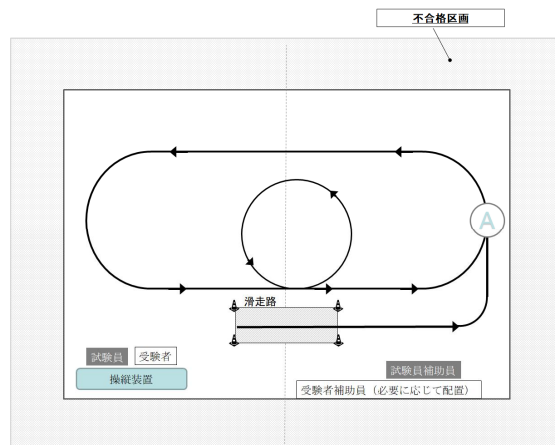 不合格区画
A
滑走路
試験員 受験者
操縦装置
試験員補助員
受験者補助員（必要に応じて配置）